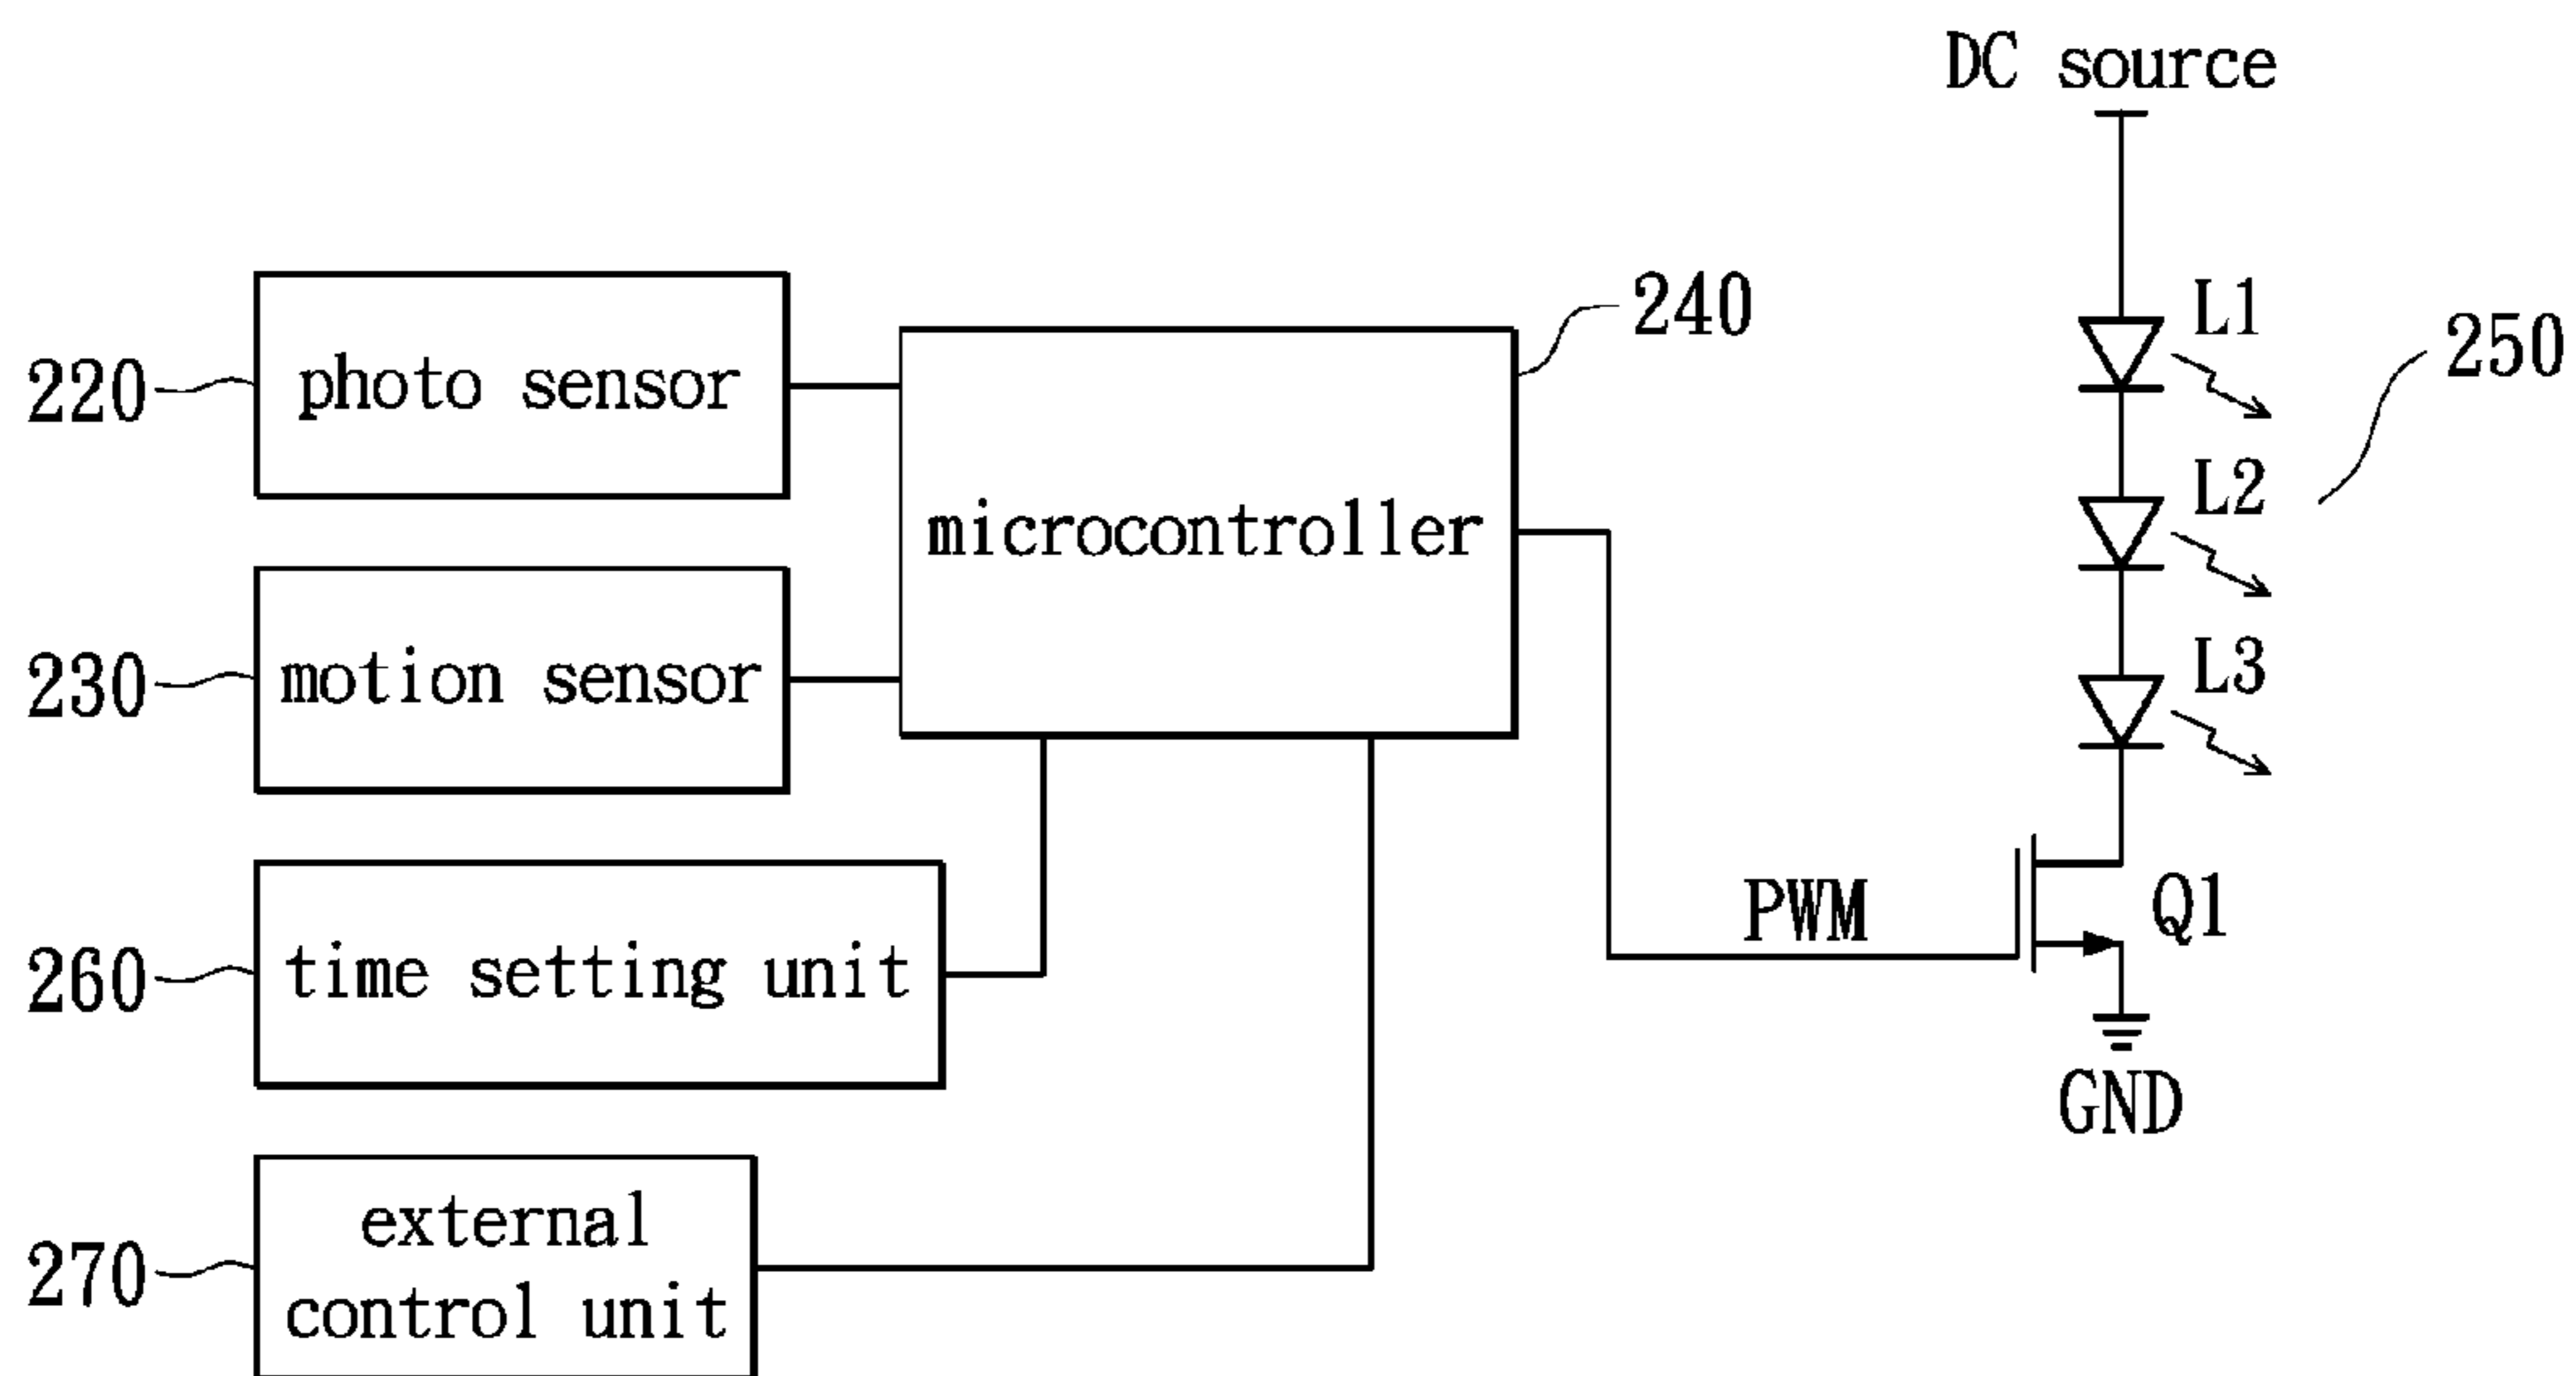 DC source
220
photo sensor
240
microcontroller
L1
L2
L3
250
230
motion sensor
260
time setting unit
PWM
Q1
GND
270
external
control unit